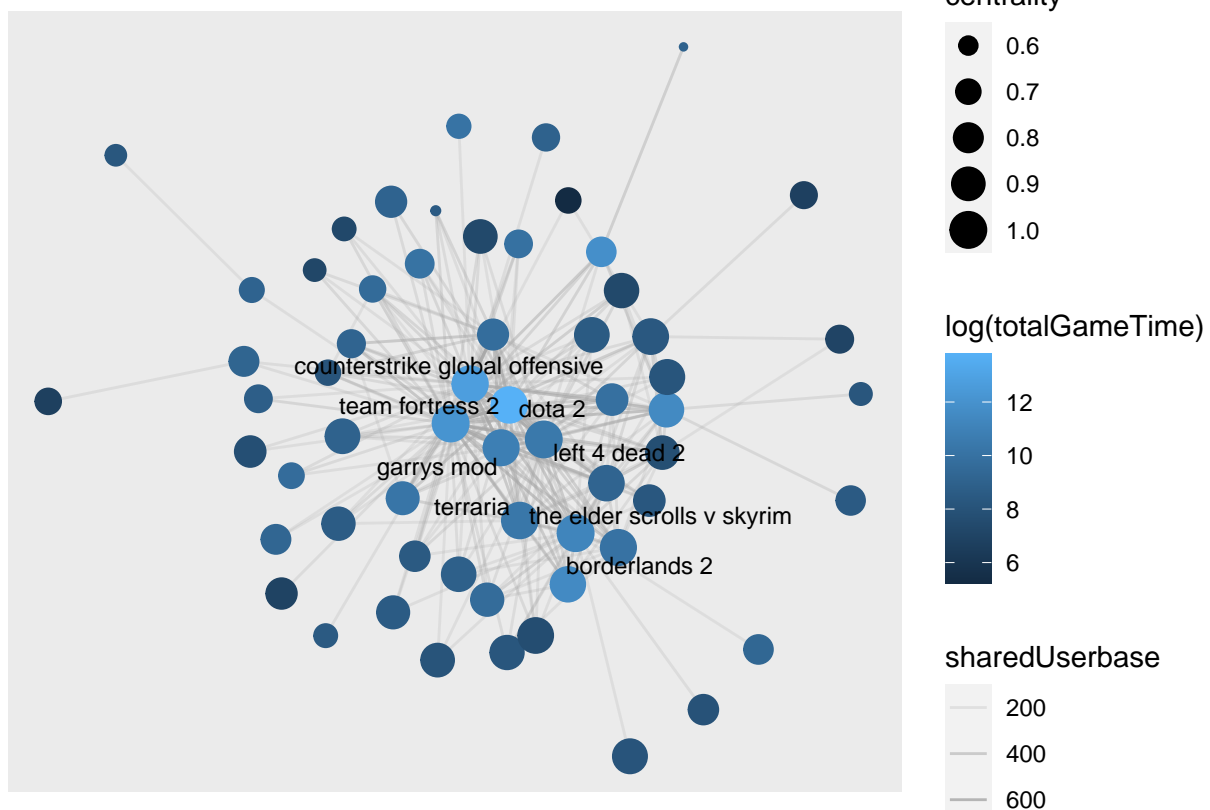 counterstrike global offensive
team fortress 2
dota 2
left 4 dead 2
garrys mod
terraria
the elder scrolls v skyrim
borderlands 2
centrality
0.6
0.7
0.8
0.9
1.0
log(totalGameTime)
12
10
8
6
sharedUserbase
200
400
600